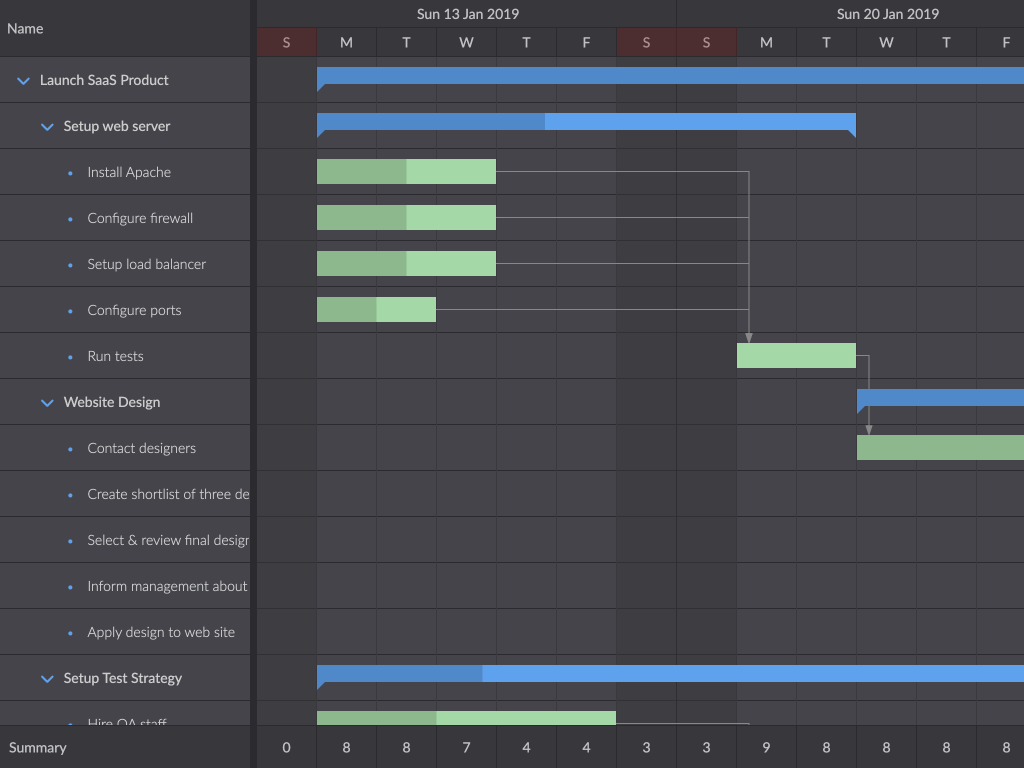 Name
Sun 13 Jan 2019 Sun 20 Jan 2019
S M T W T F S S M T W T F
Launch SaaS Product
Setup web server
Install Apache
Configure firewall
Setup load balancer
Configure ports
Run tests
Website Design
Contact designers
Create shortlist of three de
Select & review final desigr
Inform management about
Apply design to web site
Setup Test Strategy
Hire QA staff
Summary 0 8 8 7 4 4 3 3 9 8 8 8 8